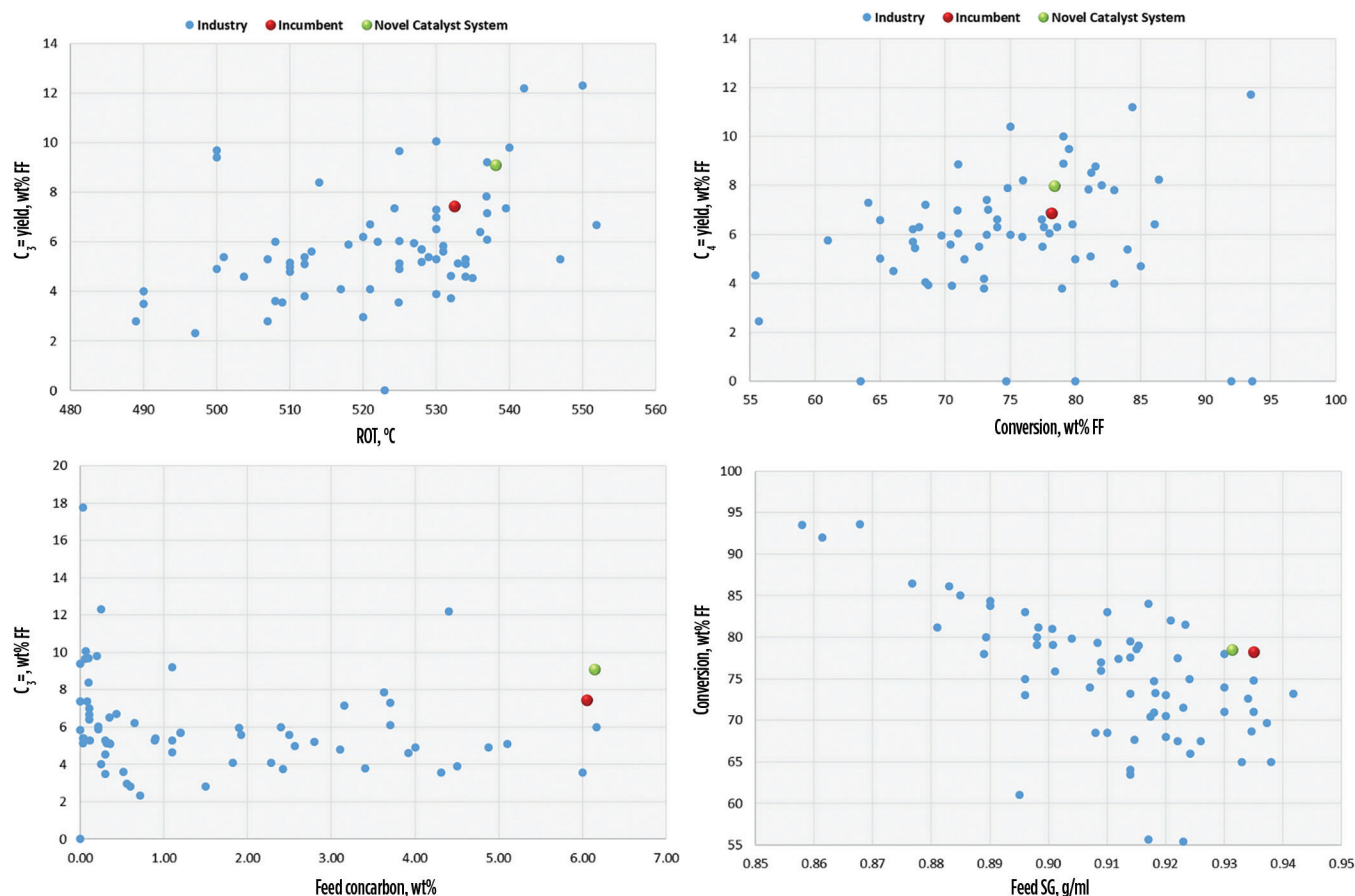 Industry Incumbent Novel Catalyst System
14
12
10
8
6
4
2
0
C3= yield, wt% FF
480 490 500 510 520 530 540 550 560
ROT, °C
Industry Incumbent Novel Catalyst System
14
12
10
8
6
4
2
0
C4= yield, wt% FF
55 60 65 70 75 80 85 90 95 100
Conversion, wt% FF
20
18
16
14
12
10
8
6
4
2
0
C3=, wt% FF
0.00 1.00 2.00 3.00 4.00 5.00 6.00 7.00
Feed concarbon, wt%
100
95
90
85
80
75
70
65
60
55
Conversion, wt% FF
0.85 0.86 0.87 0.88 0.89 0.90 0.91 0.92 0.93 0.94 0.95
Feed SG, g/ml